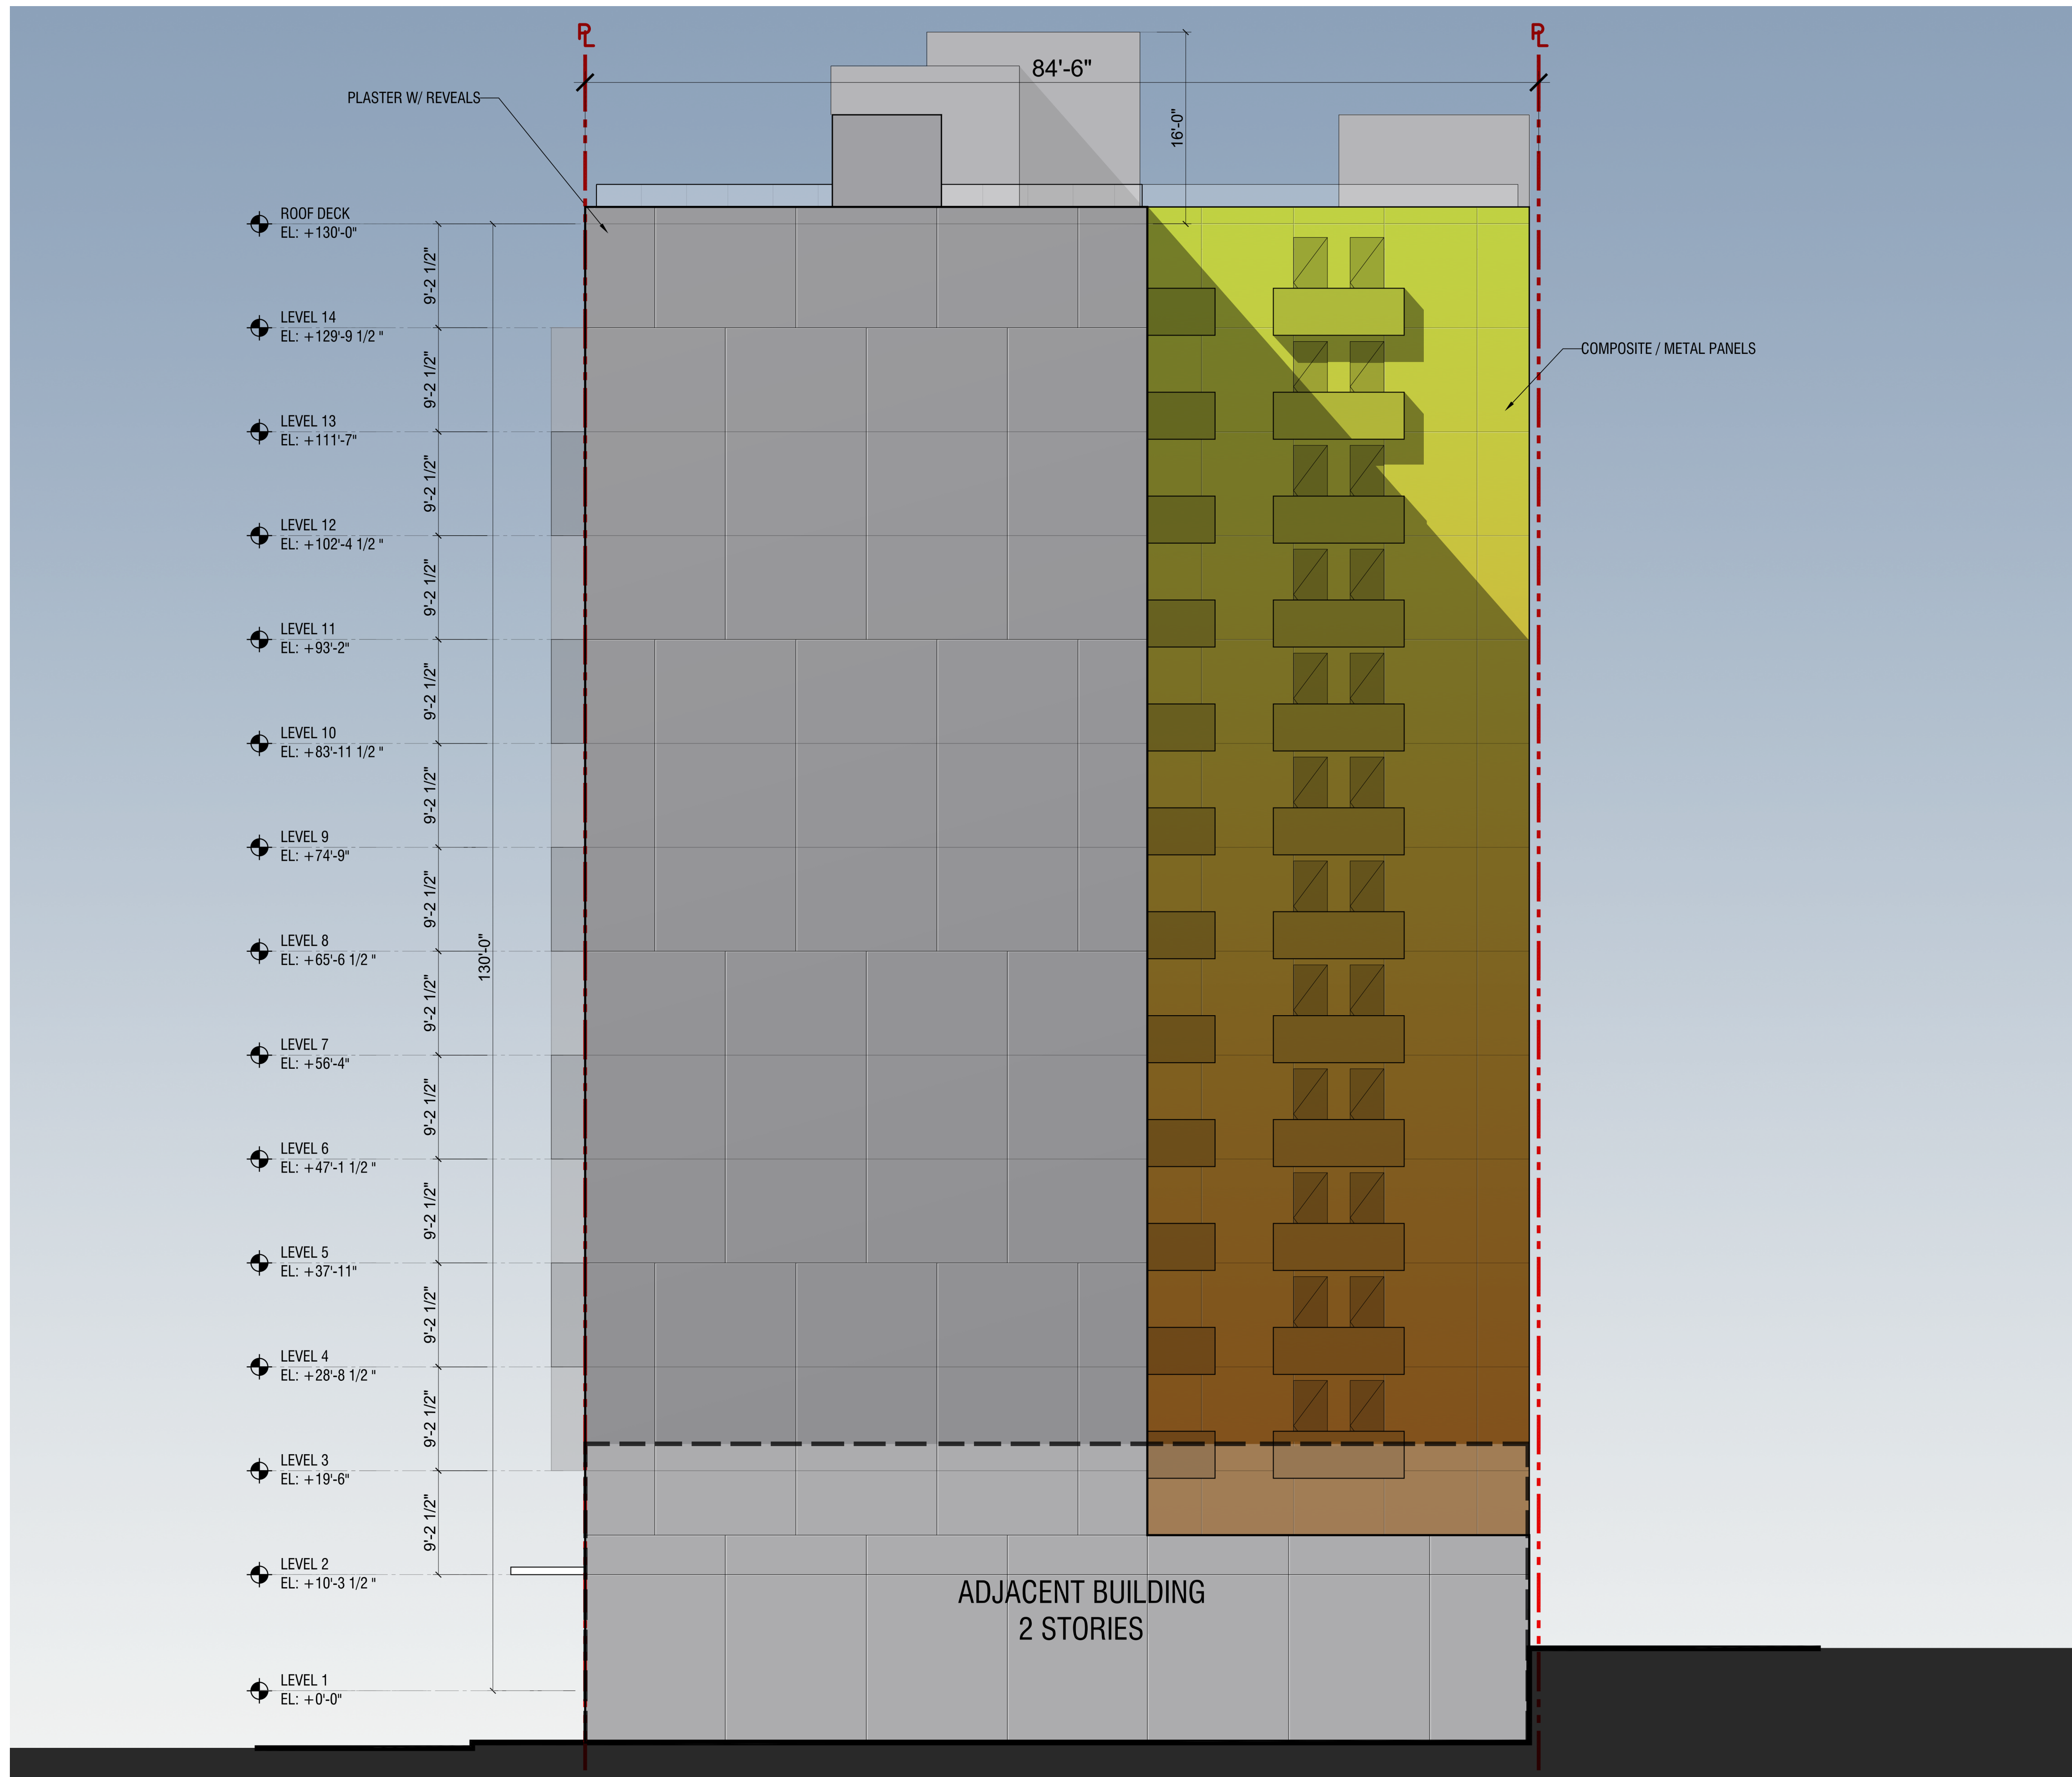 PL
PL
84'-6"
PLASTER W/ REVEALS
16'-0"
ROOF DECK
EL: +130'-0"
9'-2 1/2"
LEVEL 14
EL: +129'-9 1/2 "
COMPOSITE / METAL PANELS
9'-2 1/2"
LEVEL 13
EL: +111'-7"
9'-2 1/2"
LEVEL 12
EL: +102'-4 1/2 "
9'-2 1/2"
LEVEL 11
EL: +93'-2"
9'-2 1/2"
LEVEL 10
EL: +83'-11 1/2 "
9'-2 1/2"
LEVEL 9
EL: +74'-9"
9'-2 1/2"
LEVEL 8
EL: +65'-6 1/2 "
130'-0"
9'-2 1/2"
LEVEL 7
EL: +56'-4"
9'-2 1/2"
LEVEL 6
EL: +47'-1 1/2 "
9'-2 1/2"
LEVEL 5
EL: +37'-11"
9'-2 1/2"
LEVEL 4
EL: +28'-8 1/2 "
9'-2 1/2"
LEVEL 3
EL: +19'-6"
9'-2 1/2"
LEVEL 2
EL: +10'-3 1/2 "
ADJACENT BUILDING
2 STORIES
LEVEL 1
EL: +0'-0"